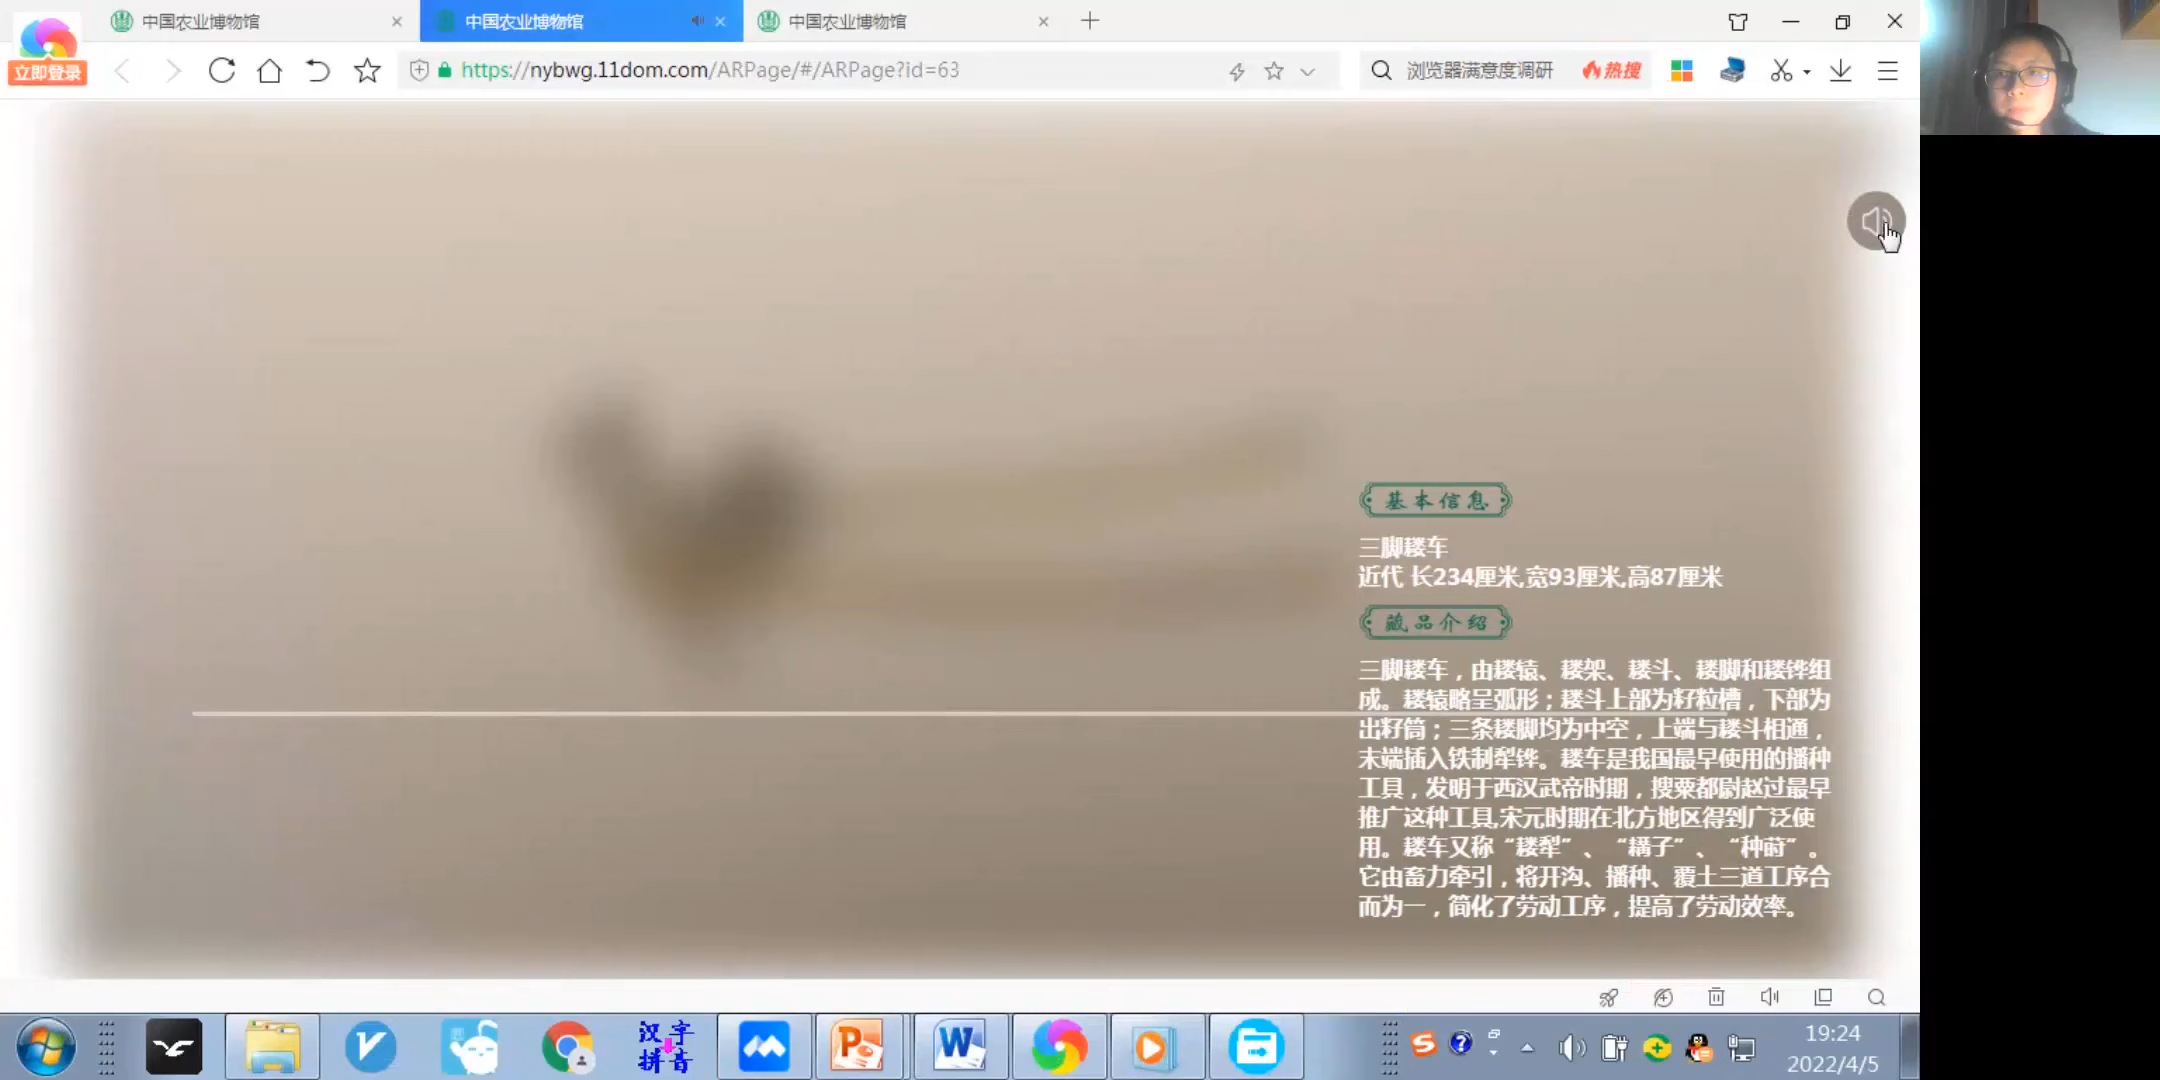 中国农业博物馆
中国农业博物馆
中国农业博物馆
立即登录
https://nybwg.11dom.com/ARPage/#/ARPage?id=63
浏览器满意度调研
热搜
基本信息
三脚耧车
近代 长234厘米,宽93厘米,高87厘米
藏品介绍
三脚耧车，由耧辕、耧架、耧斗、耧脚和耧铧组
成。耧辕略呈弧形；耧斗上部为籽粒槽，下部为
出籽筒；三条耧脚均为中空，上端与耧斗相通，
末端插入铁制犁铧。耧车是我国最早使用的播种
工具，发明于西汉武帝时期，搜粟都尉赵过最早
推广这种工具,宋元时期在北方地区得到广泛使
用。耧车又称“耧犁”、“耩子”、“种莳”。
它由畜力牵引，将开沟、播种、覆土三道工序合
而为一，简化了劳动工序，提高了劳动效率。
汉字
拼音
19:24
2022/4/5